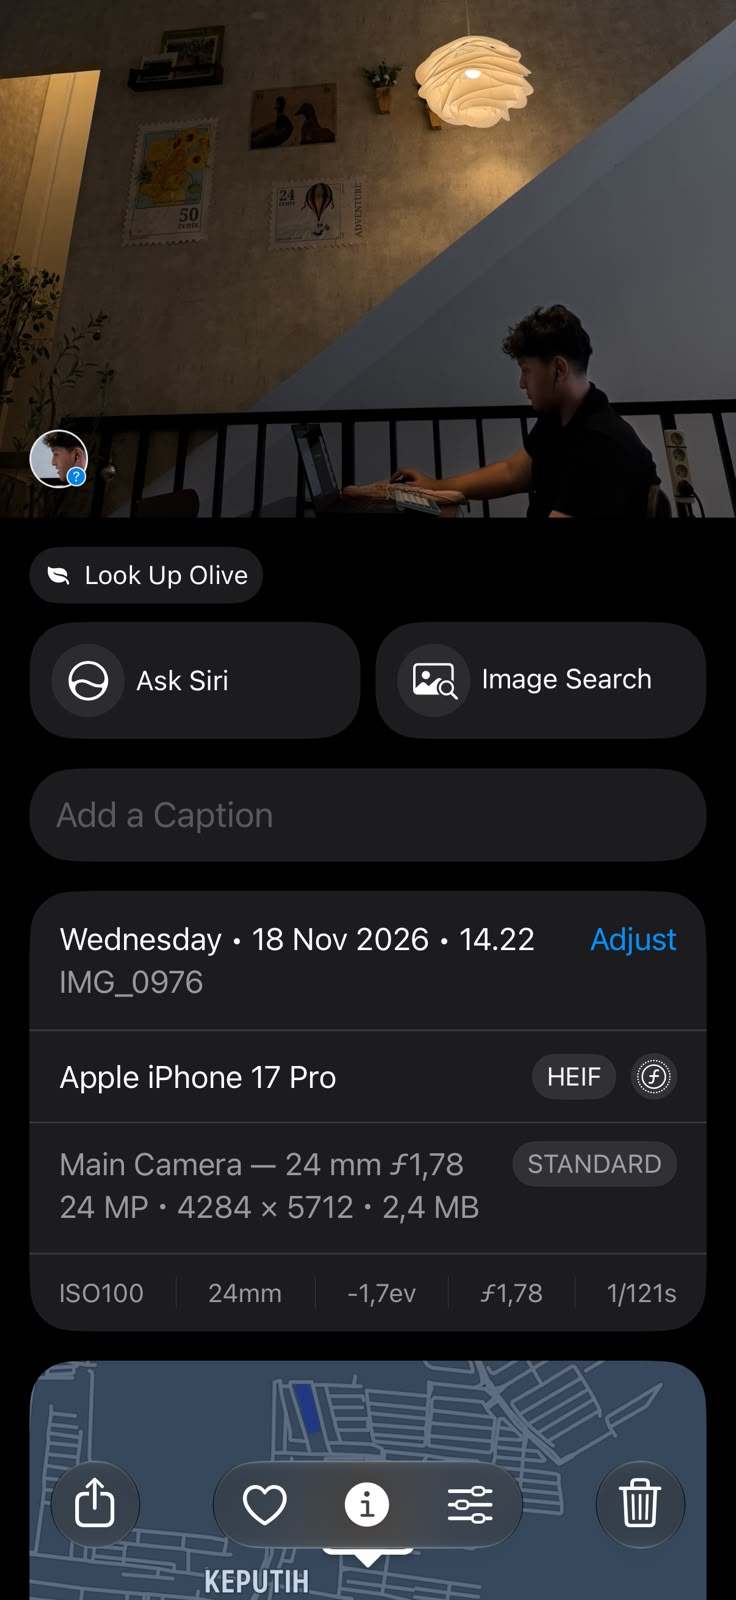 50
cents
24
CENTS
ADVENTURE
?
Look Up Olive
Ask Siri
Image Search
Add a Caption
Wednesday • 18 Nov 2026 • 14.22
Adjust
IMG_0976
Apple iPhone 17 Pro
HEIF
Main Camera — 24 mm ƒ1,78
STANDARD
24 MP • 4284 × 5712 • 2,4 MB
ISO100
24mm
-1,7ev
ƒ1,78
1/121s
KEPUTIH